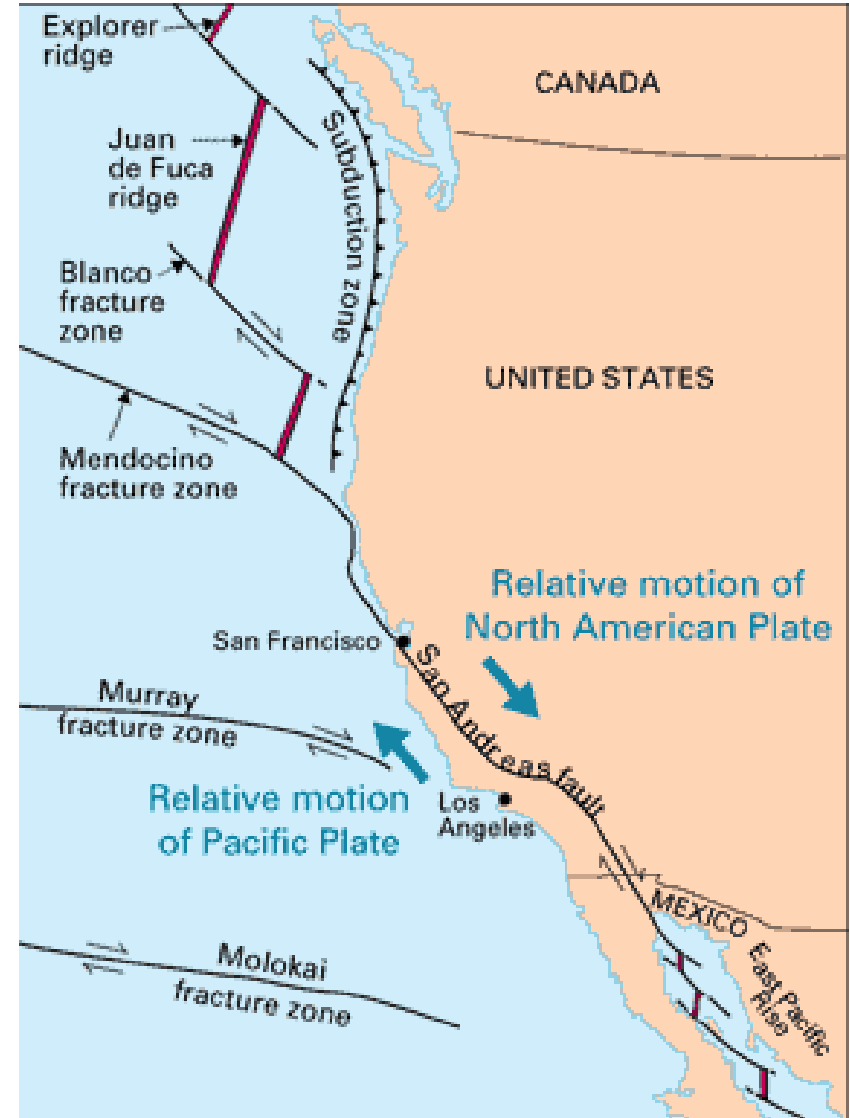 Explorer
ridge
CANADA
Juan
de Fuca
ridge
Subduction zone
Blanco
fracture
zone
UNITED STATES
Mendocino
fracture zone
Relative motion of
North American Plate
San Francisco
San Andreas fault
Murray
fracture zone
Relative motion
of Pacific Plate
Los
Angeles
MEXICO
East Pacific
Rise
Molokai
fracture zone